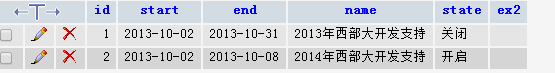 id start end name state ex2
1 2013-10-02 2013-10-31 2013年西部大开发支持 关闭
2 2013-10-02 2013-10-08 2014年西部大开发支持 开启